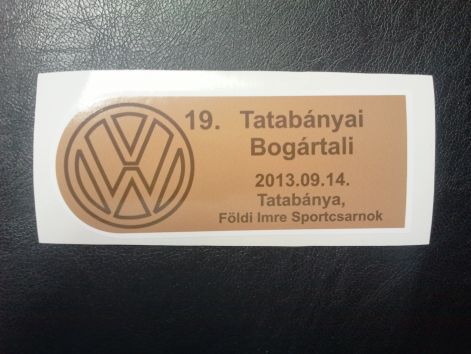 19. Tatabányai
Bogártali
2013.09.14.
Tatabánya,
Földi Imre Sportcsarnok